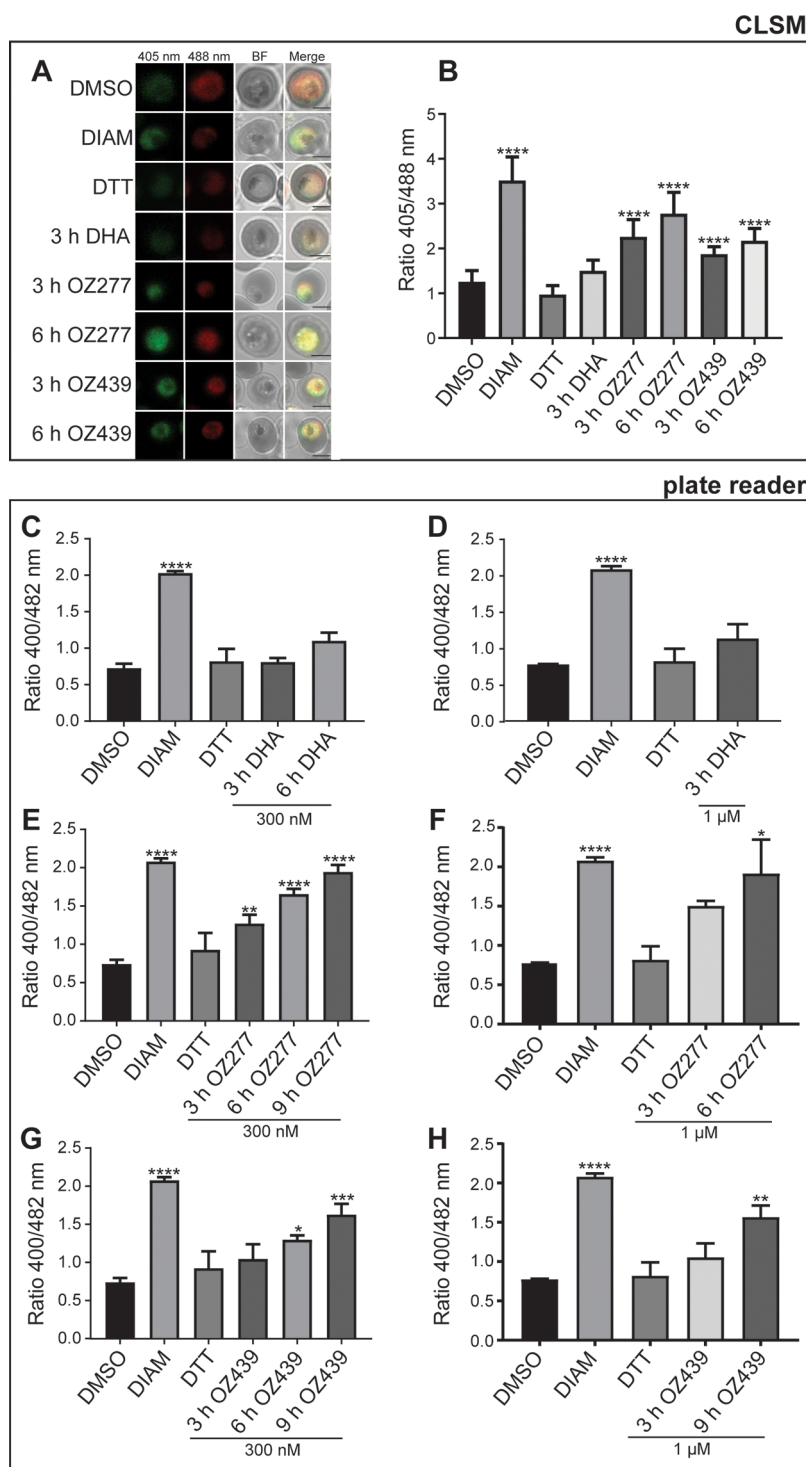 CLSM
A
405 nm 488 nm BF Merge
DMSO
DIAM
DTT
3 h DHA
3 h OZ277
6 h OZ277
3 h OZ439
6 h OZ439
B
Ratio 405/488 nm
5
4
3
2
1
0
****
****
****
****
****
DMSO
DIAM
DTT
3 h DHA
3 h OZ277
6 h OZ277
3 h OZ439
6 h OZ439
plate reader
C
Ratio 400/482 nm
2.5
2.0
1.5
1.0
0.5
0.0
****
DMSO
DIAM
DTT
3 h DHA
6 h DHA
300 nM
D
Ratio 400/482 nm
2.5
2.0
1.5
1.0
0.5
0.0
****
DMSO
DIAM
DTT
3 h DHA
1 µM
E
Ratio 400/482 nm
2.5
2.0
1.5
1.0
0.5
0.0
****
**
****
****
DMSO
DIAM
DTT
3 h OZ277
6 h OZ277
9 h OZ277
300 nM
F
Ratio 400/482 nm
2.5
2.0
1.5
1.0
0.5
0.0
****
*
DMSO
DIAM
DTT
3 h OZ277
6 h OZ277
1 µM
G
Ratio 400/482 nm
2.5
2.0
1.5
1.0
0.5
0.0
****
*
***
DMSO
DIAM
DTT
3 h OZ439
6 h OZ439
9 h OZ439
300 nM
H
Ratio 400/482 nm
2.5
2.0
1.5
1.0
0.5
0.0
****
**
DMSO
DIAM
DTT
3 h OZ439
9 h OZ439
1 µM